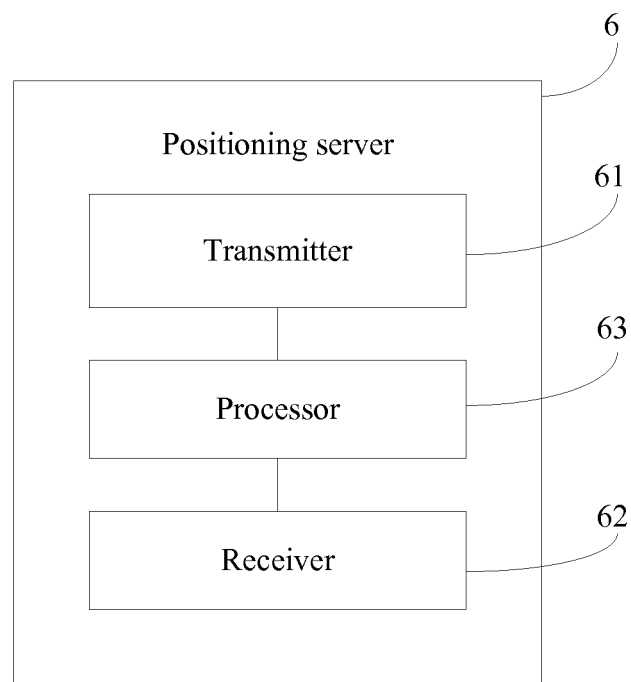 6
Positioning server
61
Transmitter
63
Processor
62
Receiver